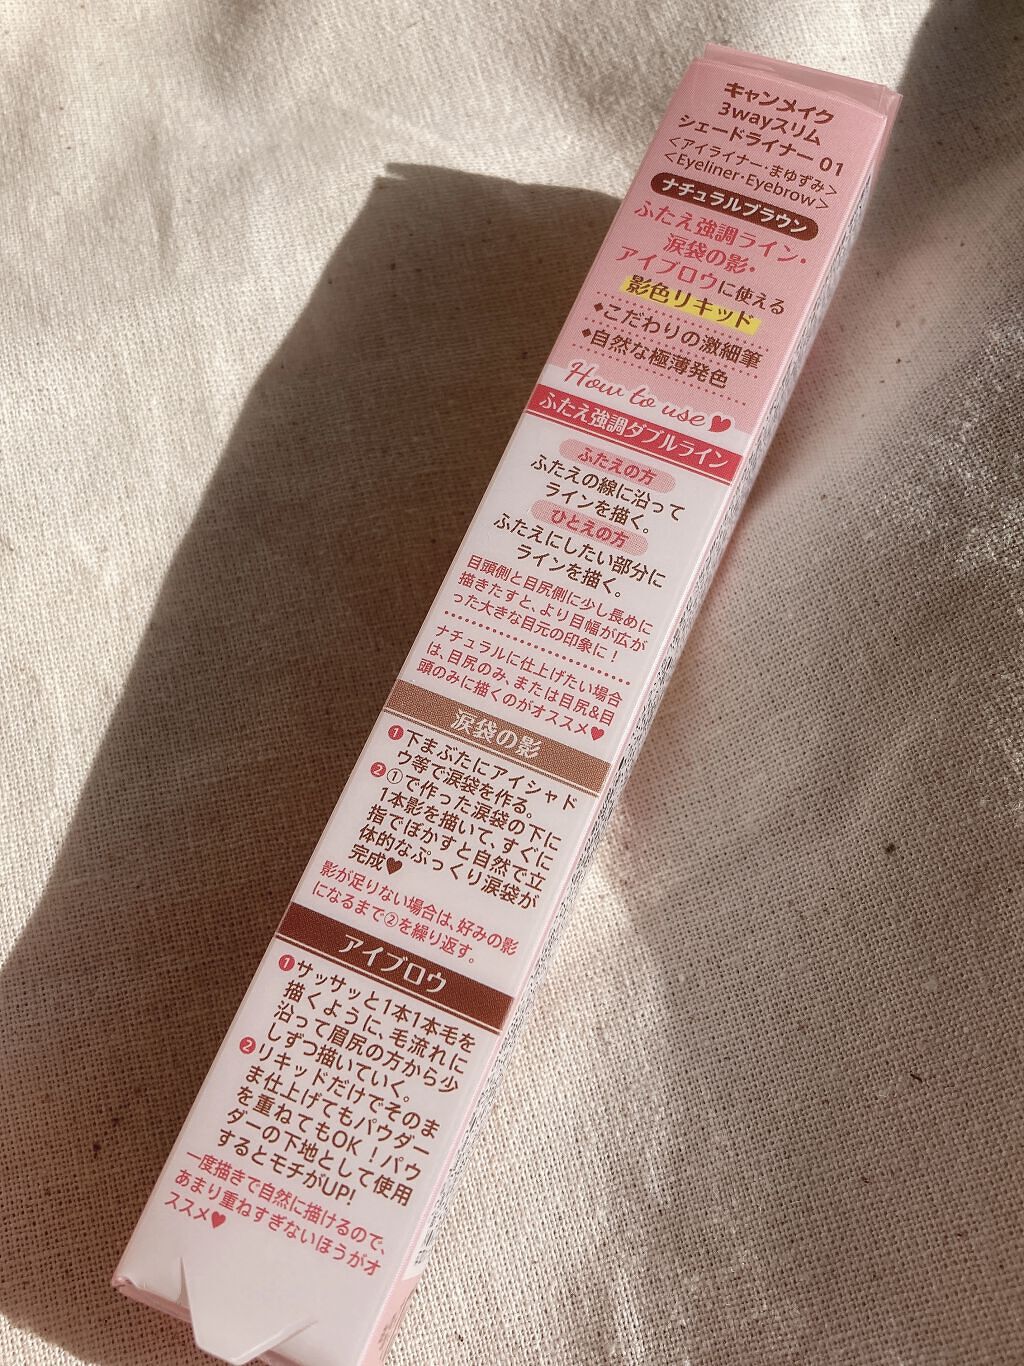 キャンメイク
3wayスリム
シェードライナー 01
<アイライナー・まゆずみ>
<Eyeliner・Eyebrow>
ナチュラルブラウン
ふたえ強調ライン・
涙袋の影・
アイブロウに使える
影色リキッド
◆こだわりの激細筆
◆自然な極薄発色
How to use♥
ふたえ強調ダブルライン
ふたえの方
ふたえの線に沿って
ラインを描く。
ひとえの方
ふたえにしたい部分に
ラインを描く。
目頭側と目尻側に少し長めに
描きたすと、より目幅が広が
った大きな目元の印象に!
ナチュラルに仕上げたい場合
は、目尻のみ、または目尻&目
頭のみに描くのがオススメ♥
涙袋の影
❶下まぶたにアイシャド
ウ等で涙袋を作る。
❷①で作った涙袋の下に
1本影を描いて、すぐに
指でぼかすと自然で立
体的なぷっくり涙袋が
完成♥
影が足りない場合は、好みの影
になるまで②を繰り返す。
アイブロウ
❶サッサッと1本1本毛を
描くように、毛流れに
沿って眉尻の方から少
しずつ描いていく。
❷リキッドだけでそのま
ま仕上げてもパウダー
を重ねてもOK!パウ
ダーの下地として使用
するとモチがUP!
一度描きで自然に描けるので、
あまり重ねすぎないほうがオ
ススメ♥